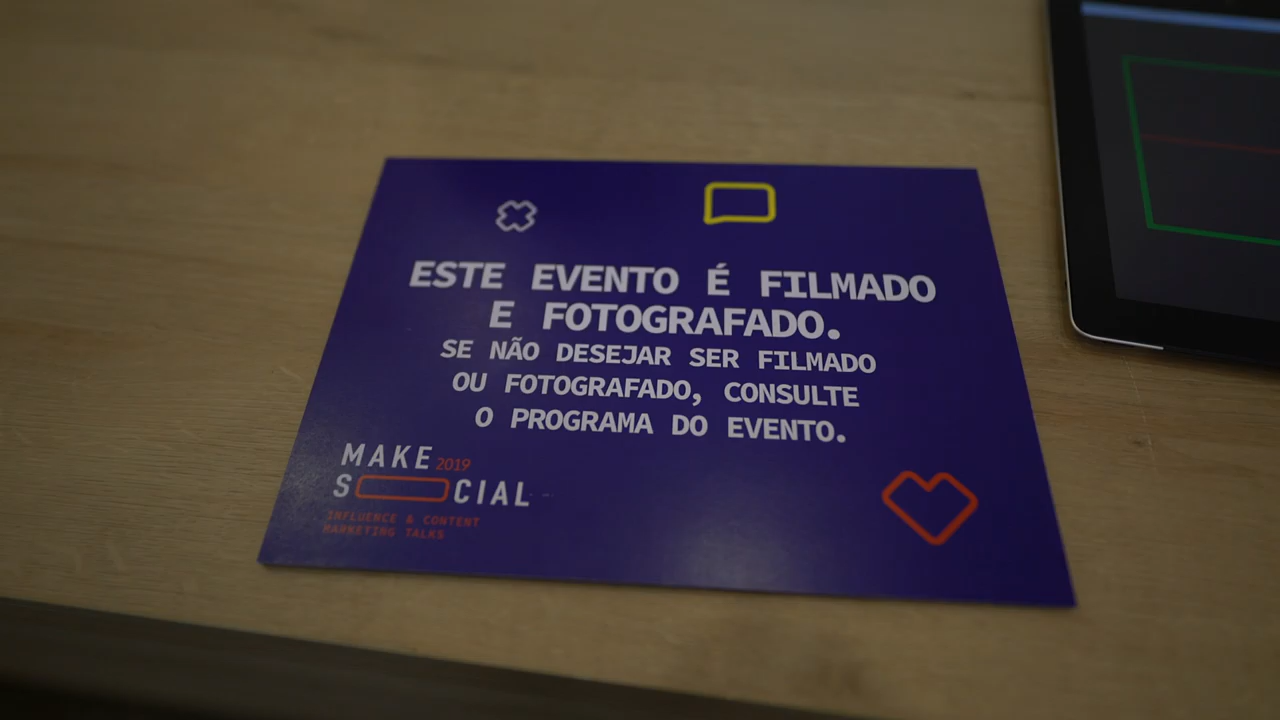 ESTE EVENTO É FILMADO
E FOTOGRAFADO.
SE NÃO DESEJAR SER FILMADO
OU FOTOGRAFADO, CONSULTE
O PROGRAMA DO EVENTO.
MAKE 2019
SOCIAL
INFLUENCE & CONTENT
MARKETING TALKS